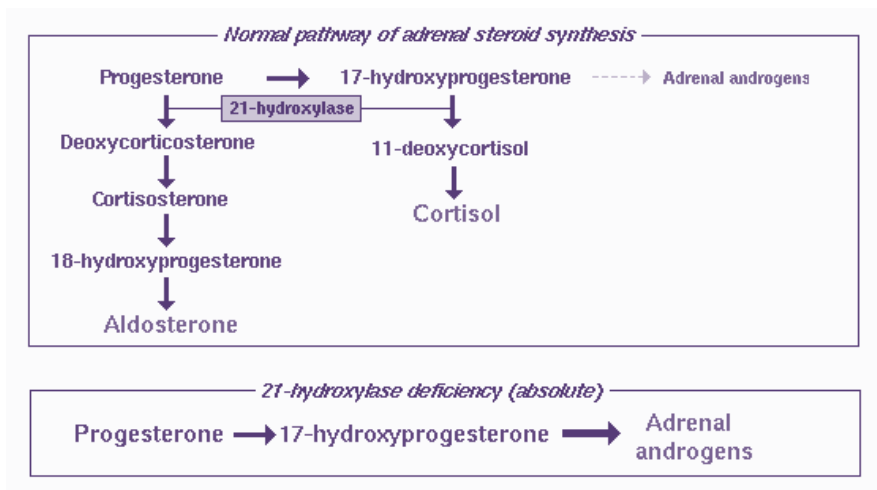 Normal pathway of adrenal steroid synthesis
Progesterone 17-hydroxyprogesterone Adrenal androgens
21-hydroxylase
Deoxycorticosterone 11-deoxycortisol
Cortisosterone
Cortisol
18-hydroxyprogesterone
Aldosterone
21-hydroxylase deficiency (absolute)
Progesterone 17-hydroxyprogesterone Adrenal
androgens